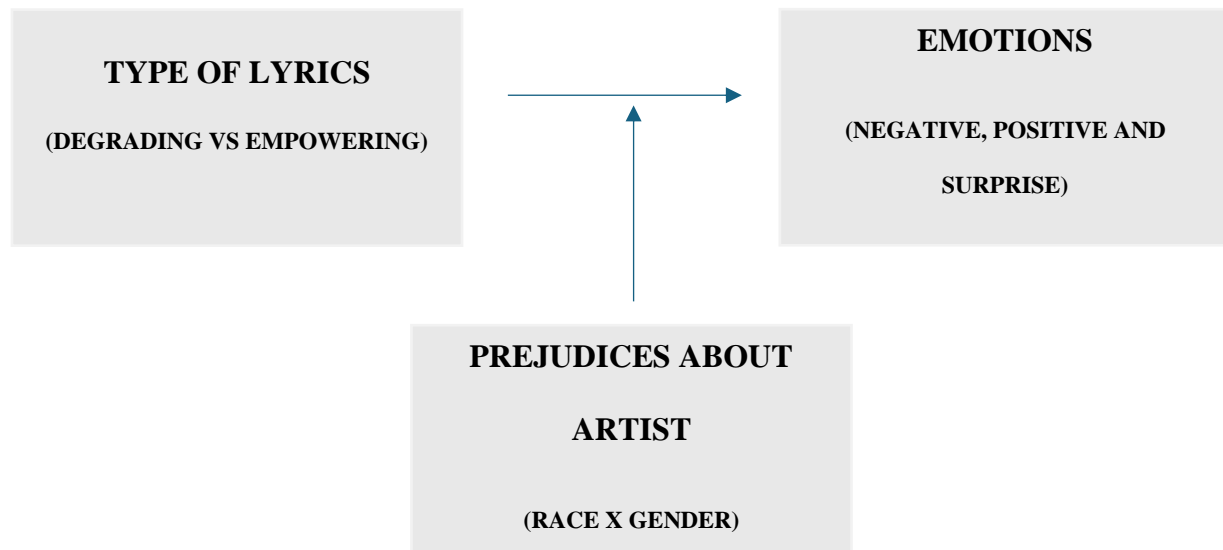 TYPE OF LYRICS
(DEGRADING VS EMPOWERING)
EMOTIONS
(NEGATIVE, POSITIVE AND
SURPRISE)
PREJUDICES ABOUT
ARTIST
(RACE X GENDER)